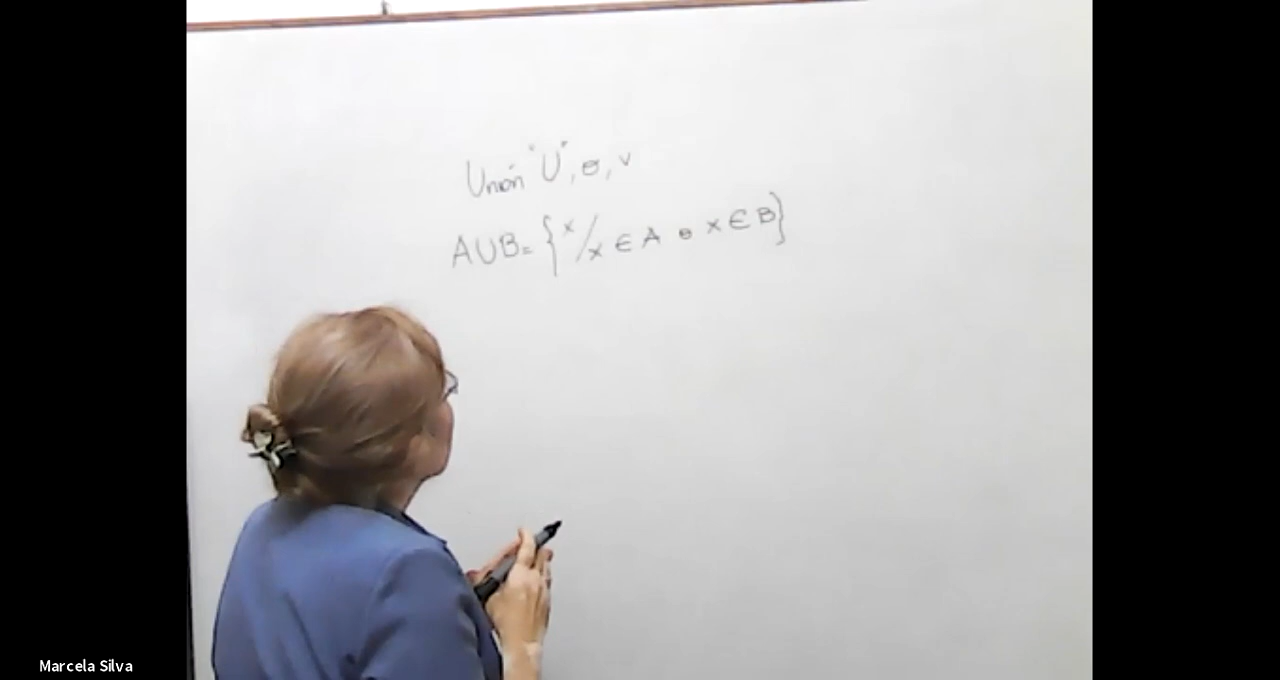 Unión "U", o, v
AUB= {x/x ∈ A o x ∈ B}
Marcela Silva